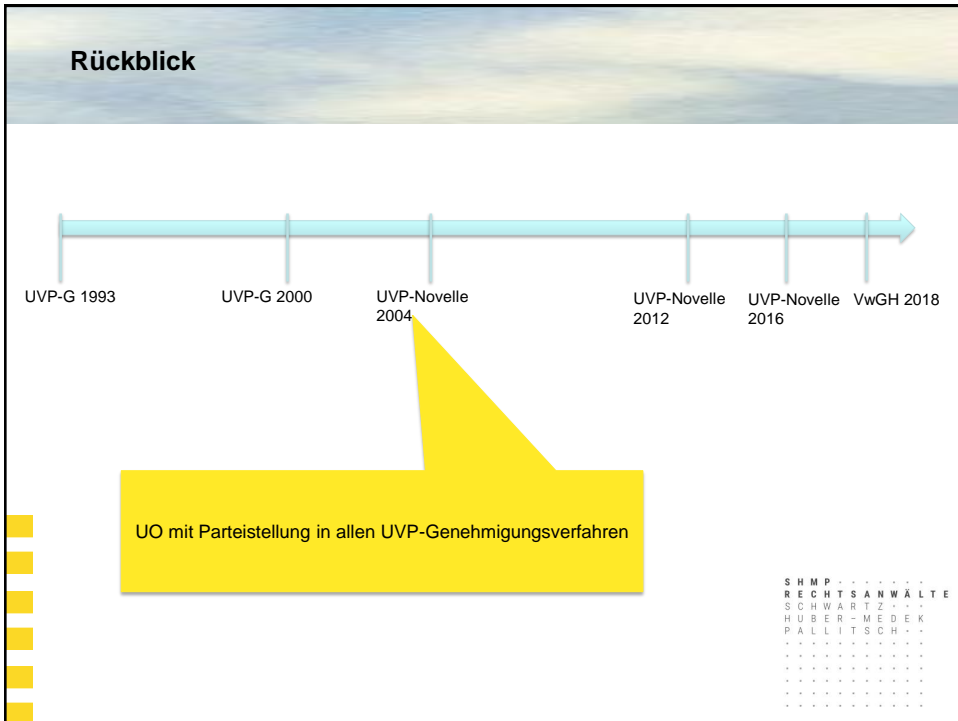 Rückblick
UVP-G 1993
UVP-G 2000
UVP-Novelle
2004
UVP-Novelle
2012
UVP-Novelle
2016
VwGH 2018
UO mit Parteistellung in allen UVP-Genehmigungsverfahren
SHMP
RECHTSANWÄLTE
SCHWARTZ
HUBER-MEDEK
PALLITSCH